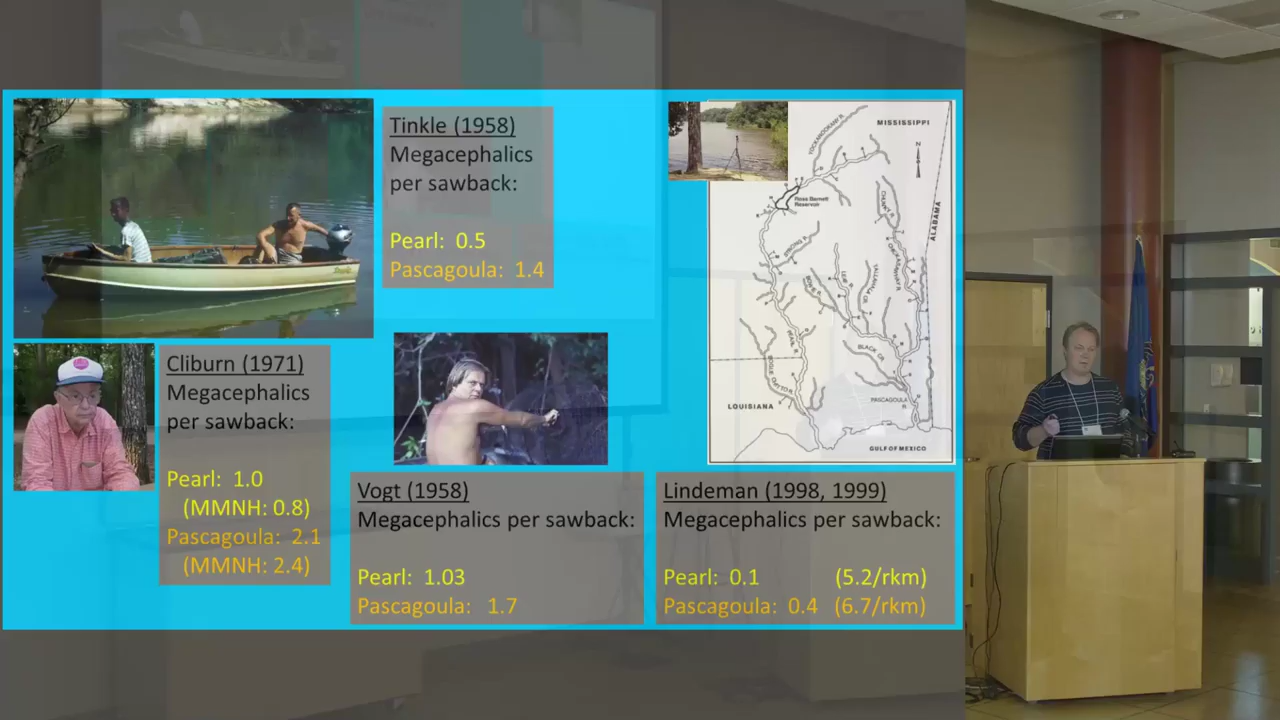 Tinkle (1958)
Megacephalics
per sawback:
Pearl: 0.5
Pascagoula: 1.4
Cliburn (1971)
Megacephalics
per sawback:
Pearl: 1.0
(MMNH: 0.8)
Pascagoula: 2.1
(MMNH: 2.4)
Vogt (1958)
Megacephalics per sawback:
Pearl: 1.03
Pascagoula: 1.7
MISSISSIPPI
N
Ross Barnett
Reservoir
ALABAMA
BLACK CR.
PEARL R.
LOUISIANA
PASCAGOULA
R.
GULF OF MEXICO
Lindeman (1998, 1999)
Megacephalics per sawback:
Pearl: 0.1 (5.2/rkm)
Pascagoula: 0.4 (6.7/rkm)